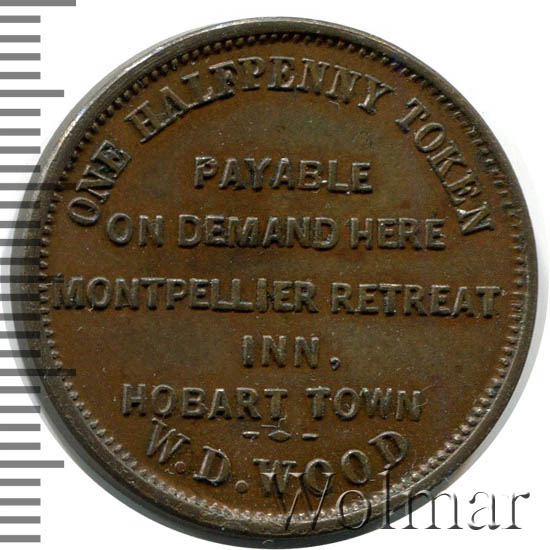 ONE HALFPENNY TOKEN
PAYABLE
ON DEMAND HERE
MONTPELLIER RETREAT
INN,
HOBART TOWN
W.D.WOOD
Wolmar